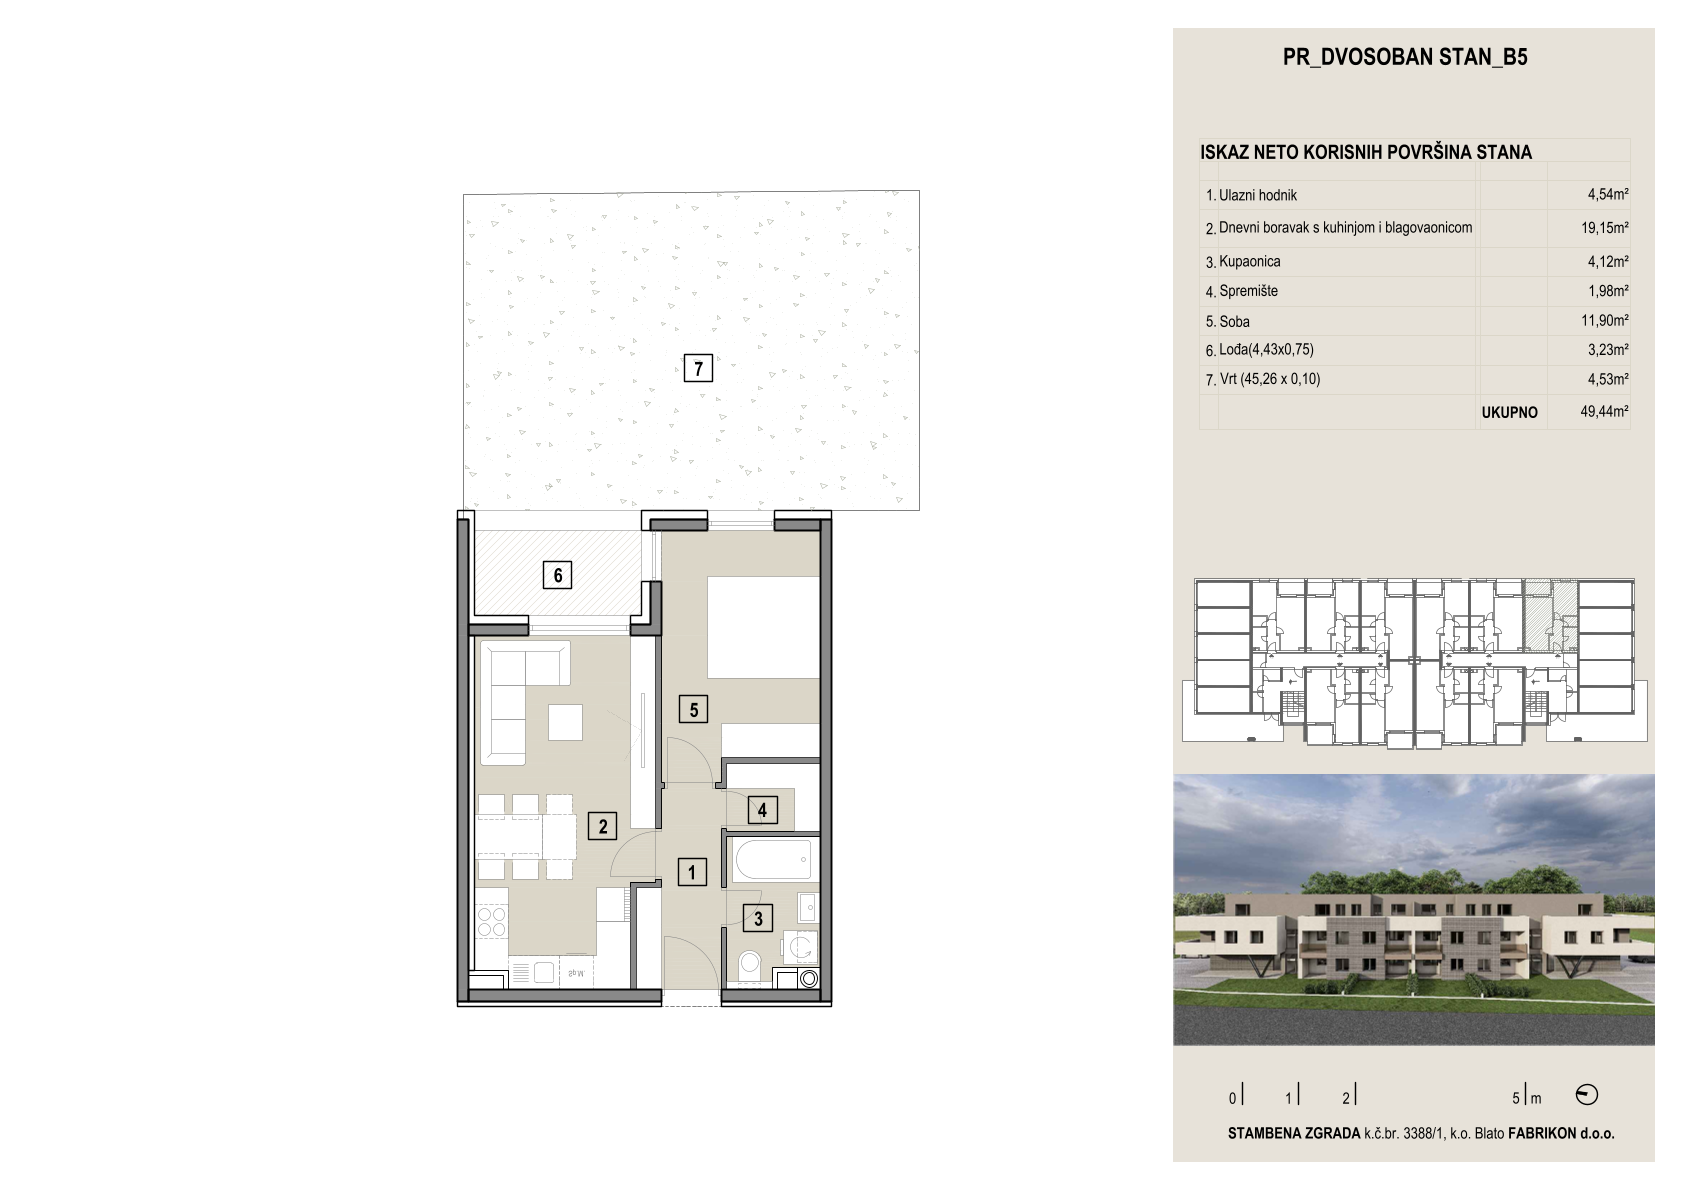 PR_DVOSOBAN STAN_B5
ISKAZ NETO KORISNIH POVRŠINA STANA
1. Ulazni hodnik 4,54m²
2. Dnevni boravak s kuhinjom i blagovaonicom 19,15m²
3. Kupaonica 4,12m²
4. Spremište 1,98m²
5. Soba 11,90m²
6. Lođa(4,43x0,75) 3,23m²
7. Vrt (45,26 x 0,10) 4,53m²
UKUPNO 49,44m²
7
6
5
4
2
1
3
Sp.M.
0 1 2 5 m
STAMBENA ZGRADA k.č.br. 3388/1, k.o. Blato FABRIKON d.o.o.